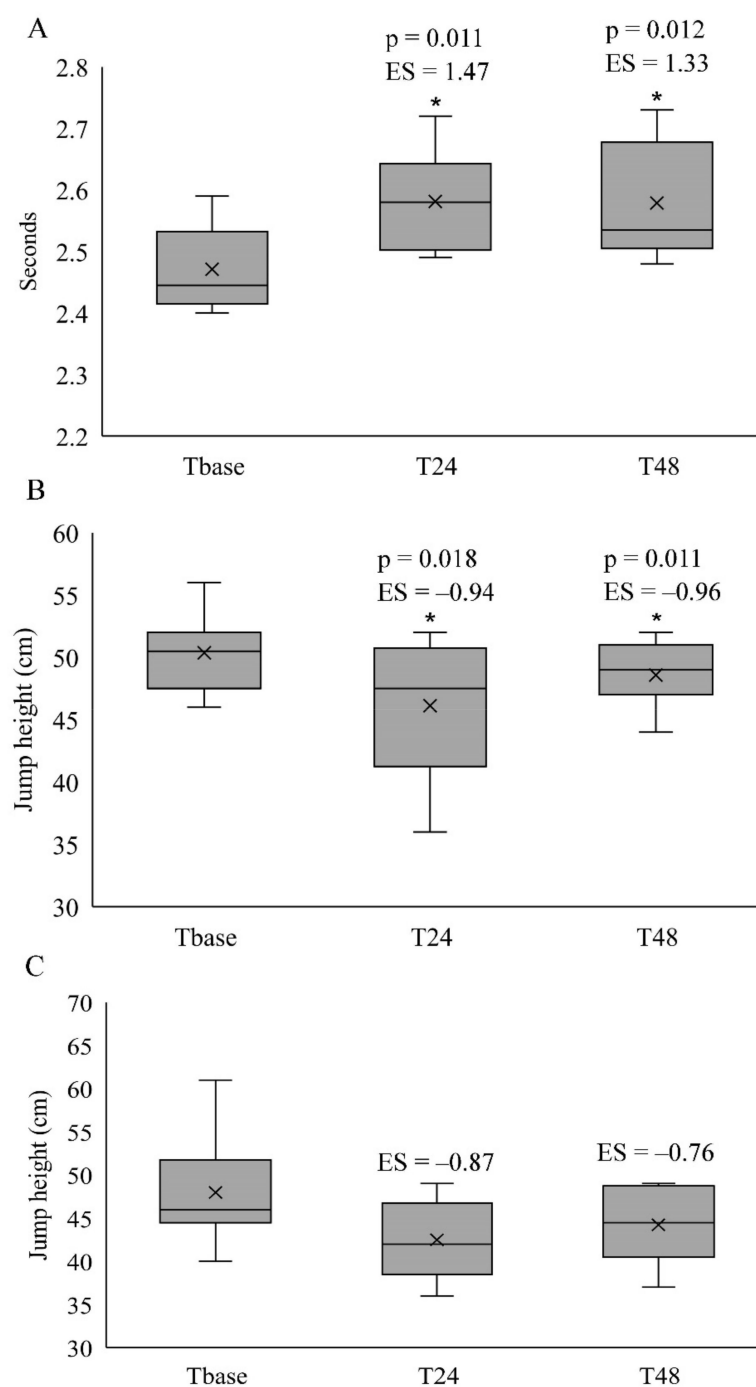 A
p = 0.011
ES = 1.47
*
p = 0.012
ES = 1.33
*
2.8
2.7
2.6
2.5
2.4
2.3
2.2
Seconds
Tbase T24 T48
B
p = 0.018
ES = –0.94
*
p = 0.011
ES = –0.96
*
60
55
50
45
40
35
30
Jump height (cm)
Tbase T24 T48
C
ES = –0.87
ES = –0.76
70
65
60
55
50
45
40
35
30
Jump height (cm)
Tbase T24 T48